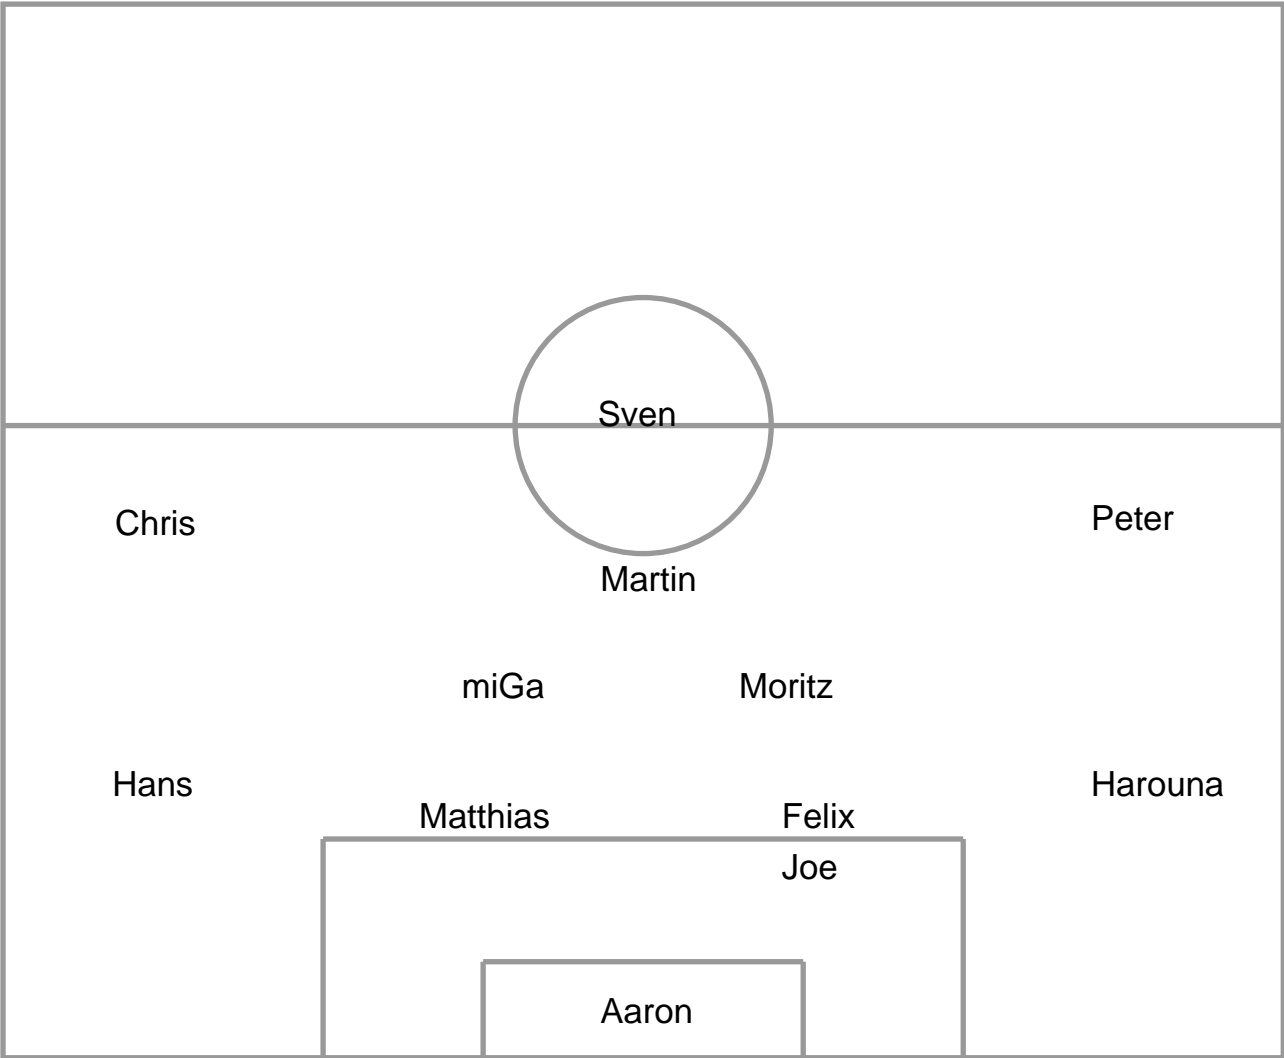 Sven
Chris
Peter
Martin
miGa
Moritz
Hans
Harouna
Matthias
Felix
Joe
Aaron